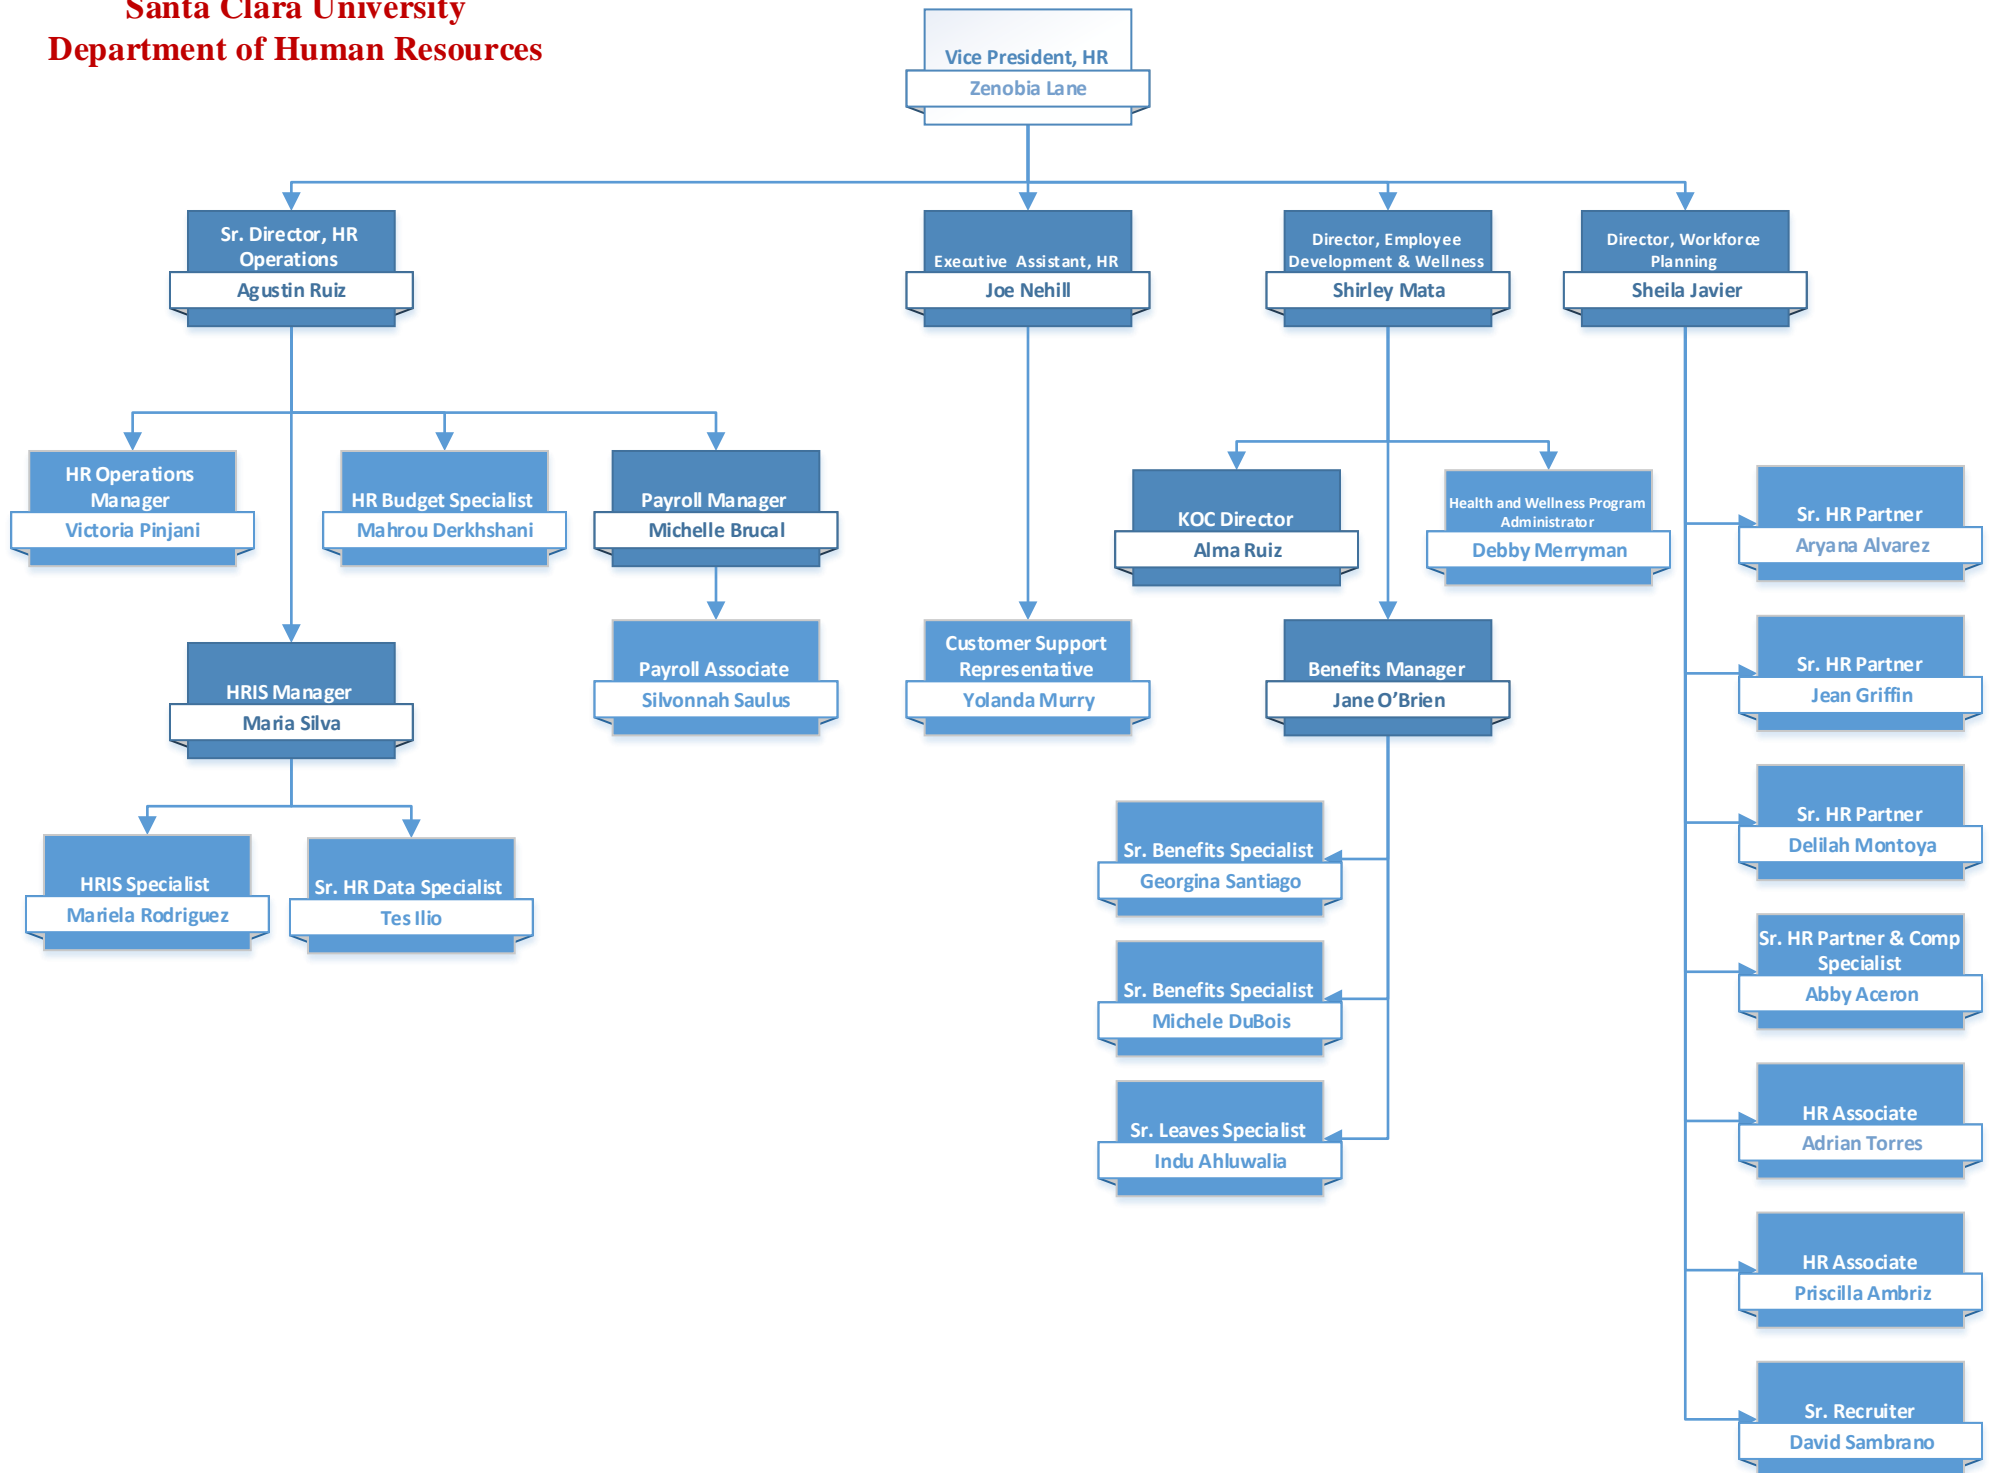 Santa Clara University
Department of Human Resources
Vice President, HR
Zenobia Lane
Sr. Director, HR
Operations
Agustin Ruiz
Executive Assistant, HR
Joe Nehill
Director, Employee
Development & Wellness
Shirley Mata
Director, Workforce
Planning
Sheila Javier
HR Operations
Manager
Victoria Pinjani
HR Budget Specialist
Mahrou Derkhshani
Payroll Manager
Michelle Brucal
KOC Director
Alma Ruiz
Health and Wellness Program
Administrator
Debby Merryman
Sr. HR Partner
Aryana Alvarez
HRIS Manager
Maria Silva
Payroll Associate
Silvonnah Saulus
Customer Support
Representative
Yolanda Murry
Benefits Manager
Jane O’Brien
Sr. HR Partner
Jean Griffin
Sr. HR Partner
Delilah Montoya
HRIS Specialist
Mariela Rodriguez
Sr. HR Data Specialist
Tes Ilio
Sr. Benefits Specialist
Georgina Santiago
Sr. HR Partner & Comp
Specialist
Abby Aceron
Sr. Benefits Specialist
Michele DuBois
Sr. Leaves Specialist
Indu Ahluwalia
HR Associate
Adrian Torres
HR Associate
Priscilla Ambriz
Sr. Recruiter
David Sambrano